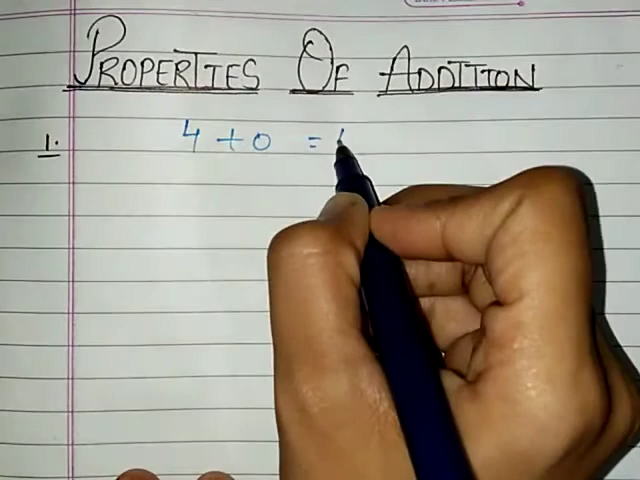 PROPERTIES OF ADDITION
1. 4 + 0 =